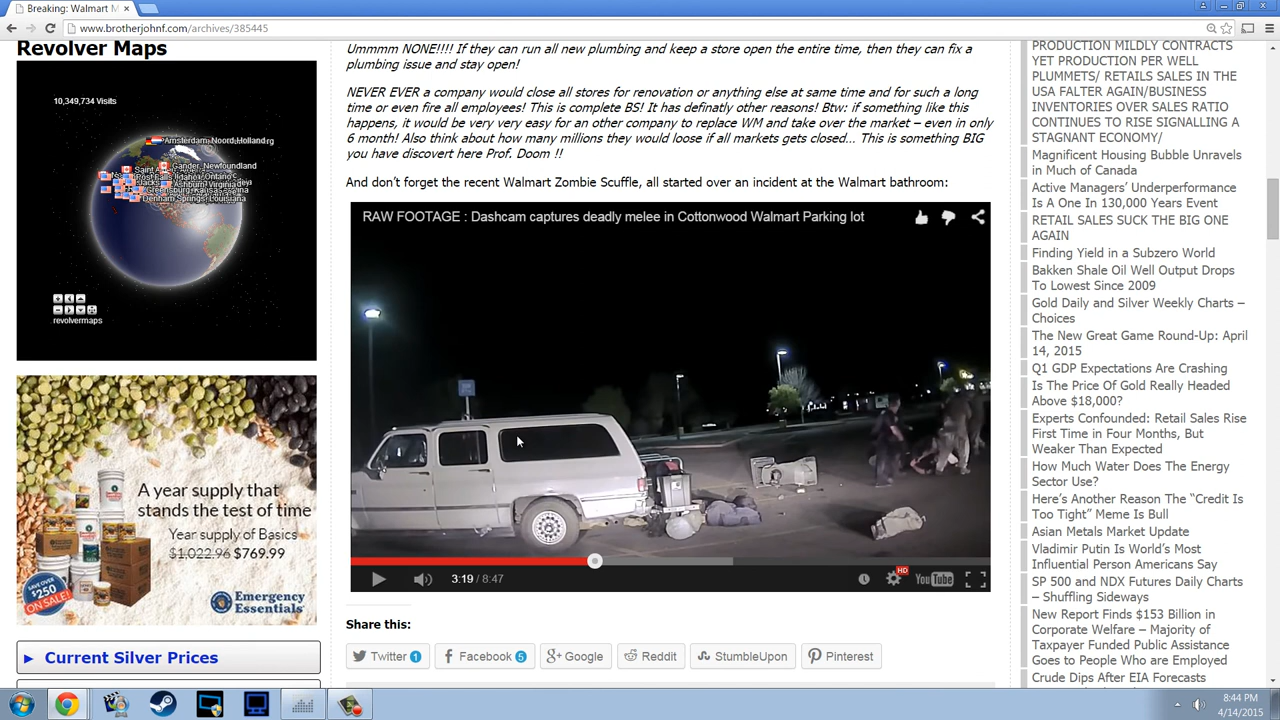 Breaking: Walmart M
www.brotherjohnf.com/archives/385445
Revolver Maps
10,349,734 Visits
Amsterdam, Noord-Holland
Gander, Newfoundland
Ashburn, Virginia
Denham Springs, Louisiana
revolvermaps
A year supply that
stands the test of time
Year supply of Basics
$1,022.96 $769.99
SAVE OVER
$250
ON SALE!
Emergency
Essentials
► Current Silver Prices
Ummmm NONE!!!! If they can run all new plumbing and keep a store open the entire time, then they can fix a
plumbing issue and stay open!
NEVER EVER a company would close all stores for renovation or anything else at same time and for such a long
time or even fire all employees! This is complete BS! It has definatly other reasons! Btw: if something like this
happens, it would be very very easy for an other company to replace WM and take over the market – even in only
6 month! Also think about how many millions they would loose if all markets gets closed... This is something BIG
you have discovert here Prof. Doom !!
And don't forget the recent Walmart Zombie Scuffle, all started over an incident at the Walmart bathroom:
RAW FOOTAGE : Dashcam captures deadly melee in Cottonwood Walmart Parking lot
3:19 / 8:47
HD
YouTube
Share this:
Twitter 1
Facebook 5
Google
Reddit
StumbleUpon
Pinterest
PRODUCTION MILDLY CONTRACTS
YET PRODUCTION PER WELL
PLUMMETS/ RETAILS SALES IN THE
USA FALTER AGAIN/BUSINESS
INVENTORIES OVER SALES RATIO
CONTINUES TO RISE SIGNALLING A
STAGNANT ECONOMY/
Magnificent Housing Bubble Unravels
in Much of Canada
Active Managers' Underperformance
Is A One In 130,000 Years Event
RETAIL SALES SUCK THE BIG ONE
AGAIN
Finding Yield in a Subzero World
Bakken Shale Oil Well Output Drops
To Lowest Since 2009
Gold Daily and Silver Weekly Charts –
Choices
The New Great Game Round-Up: April
14, 2015
Q1 GDP Expectations Are Crashing
Is The Price Of Gold Really Headed
Above $18,000?
Experts Confounded: Retail Sales Rise
First Time in Four Months, But
Weaker Than Expected
How Much Water Does The Energy
Sector Use?
Here's Another Reason The "Credit Is
Too Tight" Meme Is Bull
Asian Metals Market Update
Vladimir Putin Is World's Most
Influential Person Americans Say
SP 500 and NDX Futures Daily Charts
– Shuffling Sideways
New Report Finds $153 Billion in
Corporate Welfare – Majority of
Taxpayer Funded Public Assistance
Goes to People Who are Employed
Crude Dips After EIA Forecasts
8:44 PM
4/14/2015